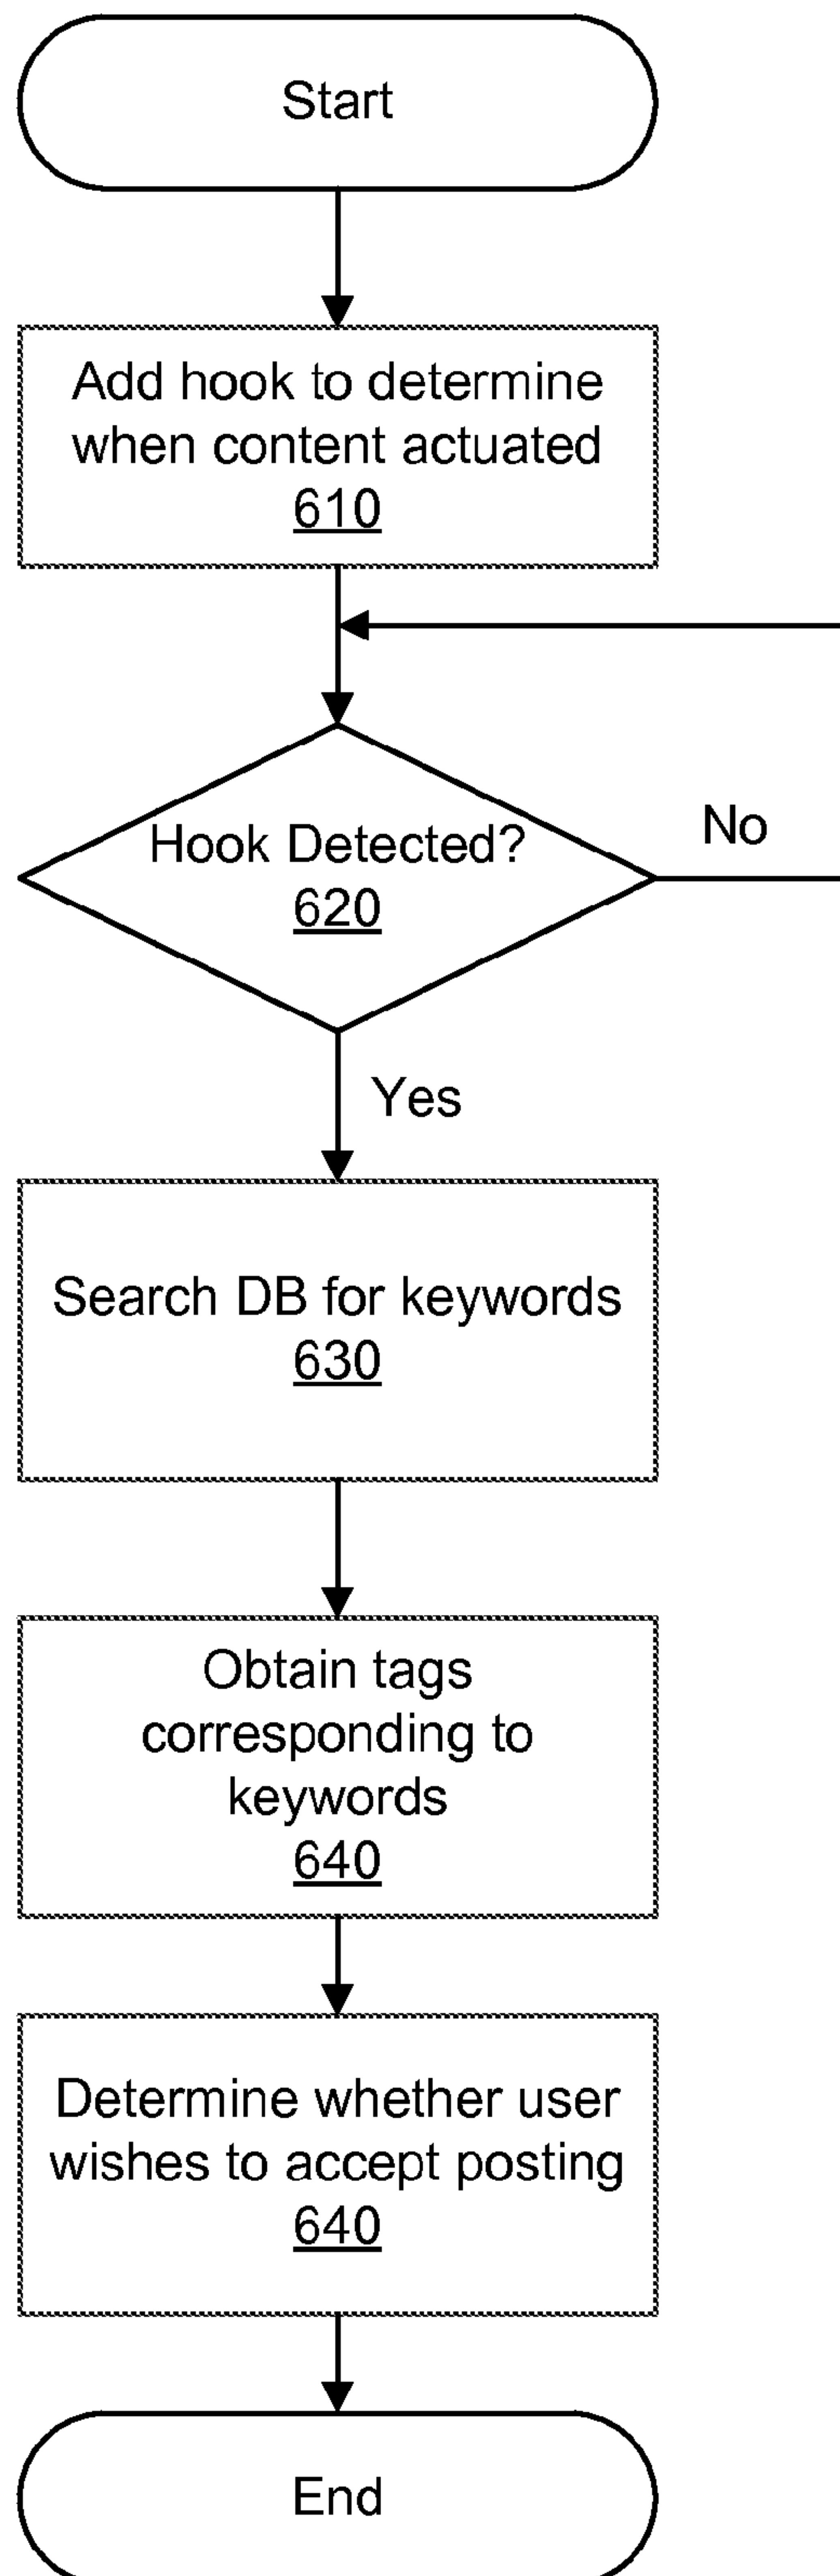 Start
Add hook to determine
when content actuated
610
Hook Detected?
620
No
Yes
Search DB for keywords
630
Obtain tags
corresponding to
keywords
640
Determine whether user
wishes to accept posting
640
End